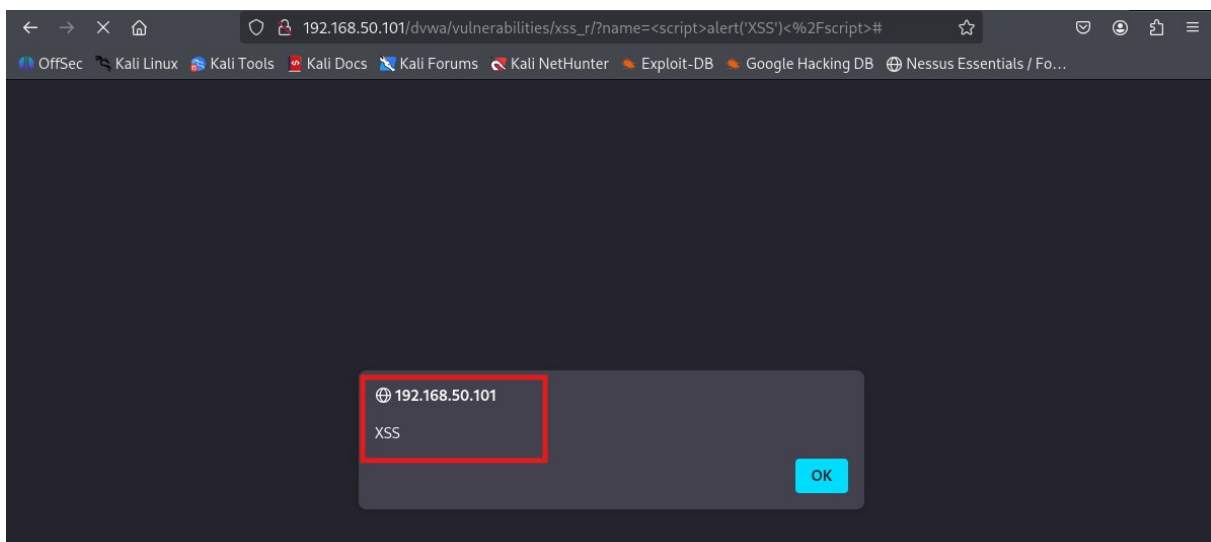 192.168.50.101/dvwa/vulnerabilities/xss_r/?name=<script>alert('XSS')<%2Fscript>#
OffSec Kali Linux Kali Tools Kali Docs Kali Forums Kali NetHunter Exploit-DB Google Hacking DB Nessus Essentials / Fo...
192.168.50.101
XSS
OK